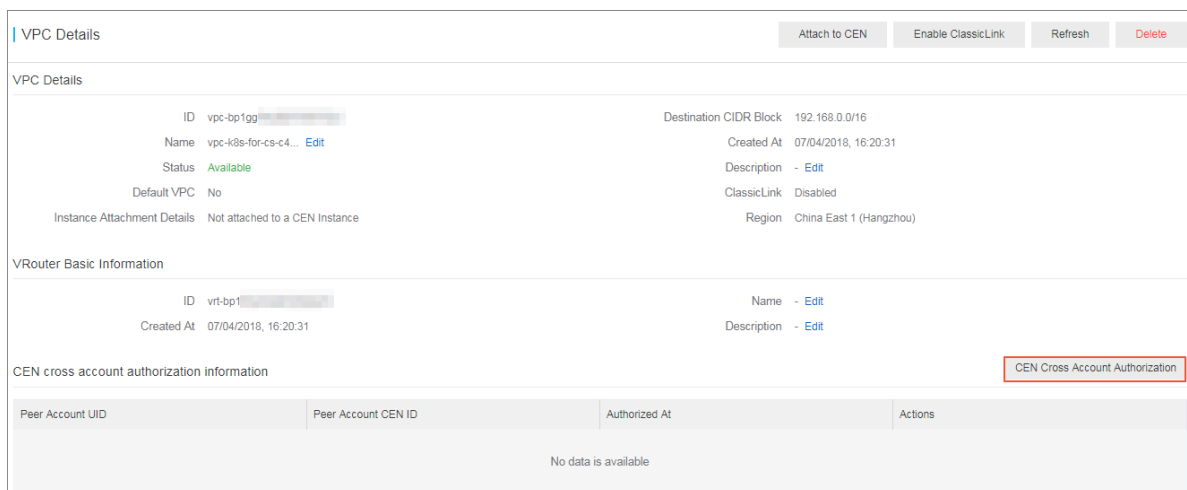 VPC Details
Attach to CEN Enable ClassicLink Refresh Delete
VPC Details
ID vpc-bp1gg Destination CIDR Block 192.168.0.0/16
Name vpc-k8s-for-cs-c4... Edit Created At 07/04/2018, 16:20:31
Status Available Description - Edit
Default VPC No ClassicLink Disabled
Instance Attachment Details Not attached to a CEN Instance Region China East 1 (Hangzhou)
VRouter Basic Information
ID vrt-bp1 Name - Edit
Created At 07/04/2018, 16:20:31 Description - Edit
CEN cross account authorization information CEN Cross Account Authorization
Peer Account UID Peer Account CEN ID Authorized At Actions
No data is available